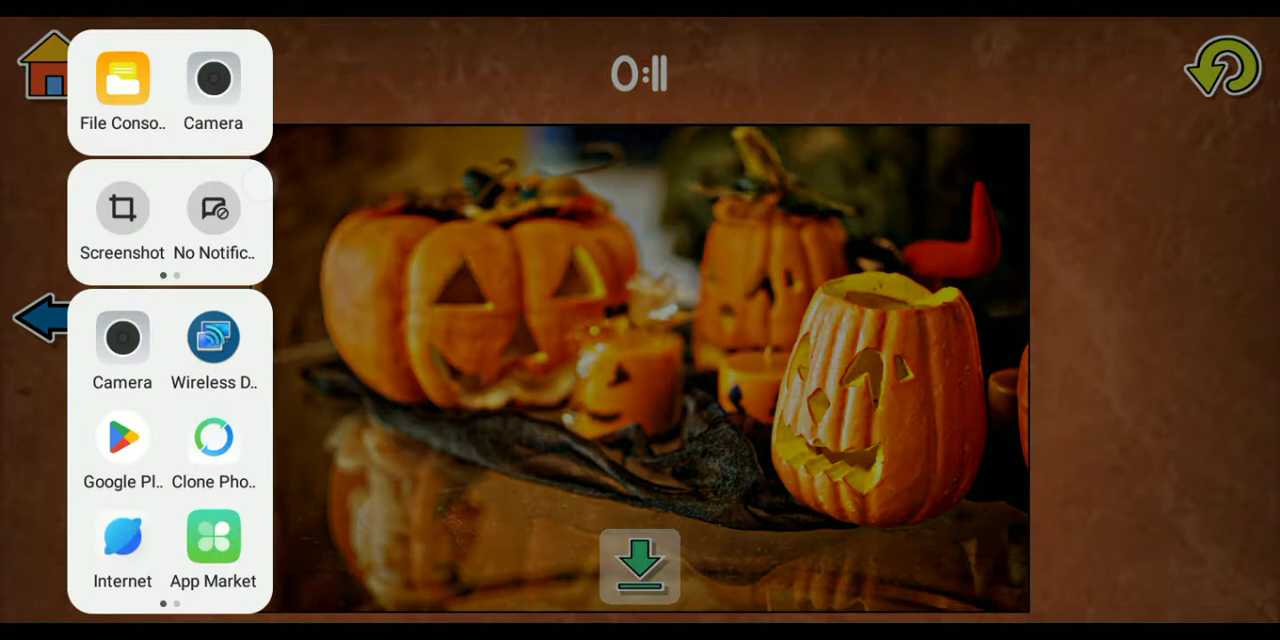 0:11
File Conso..
Camera
Screenshot
No Notific..
Camera
Wireless D..
Google Pl..
Clone Pho..
Internet
App Market